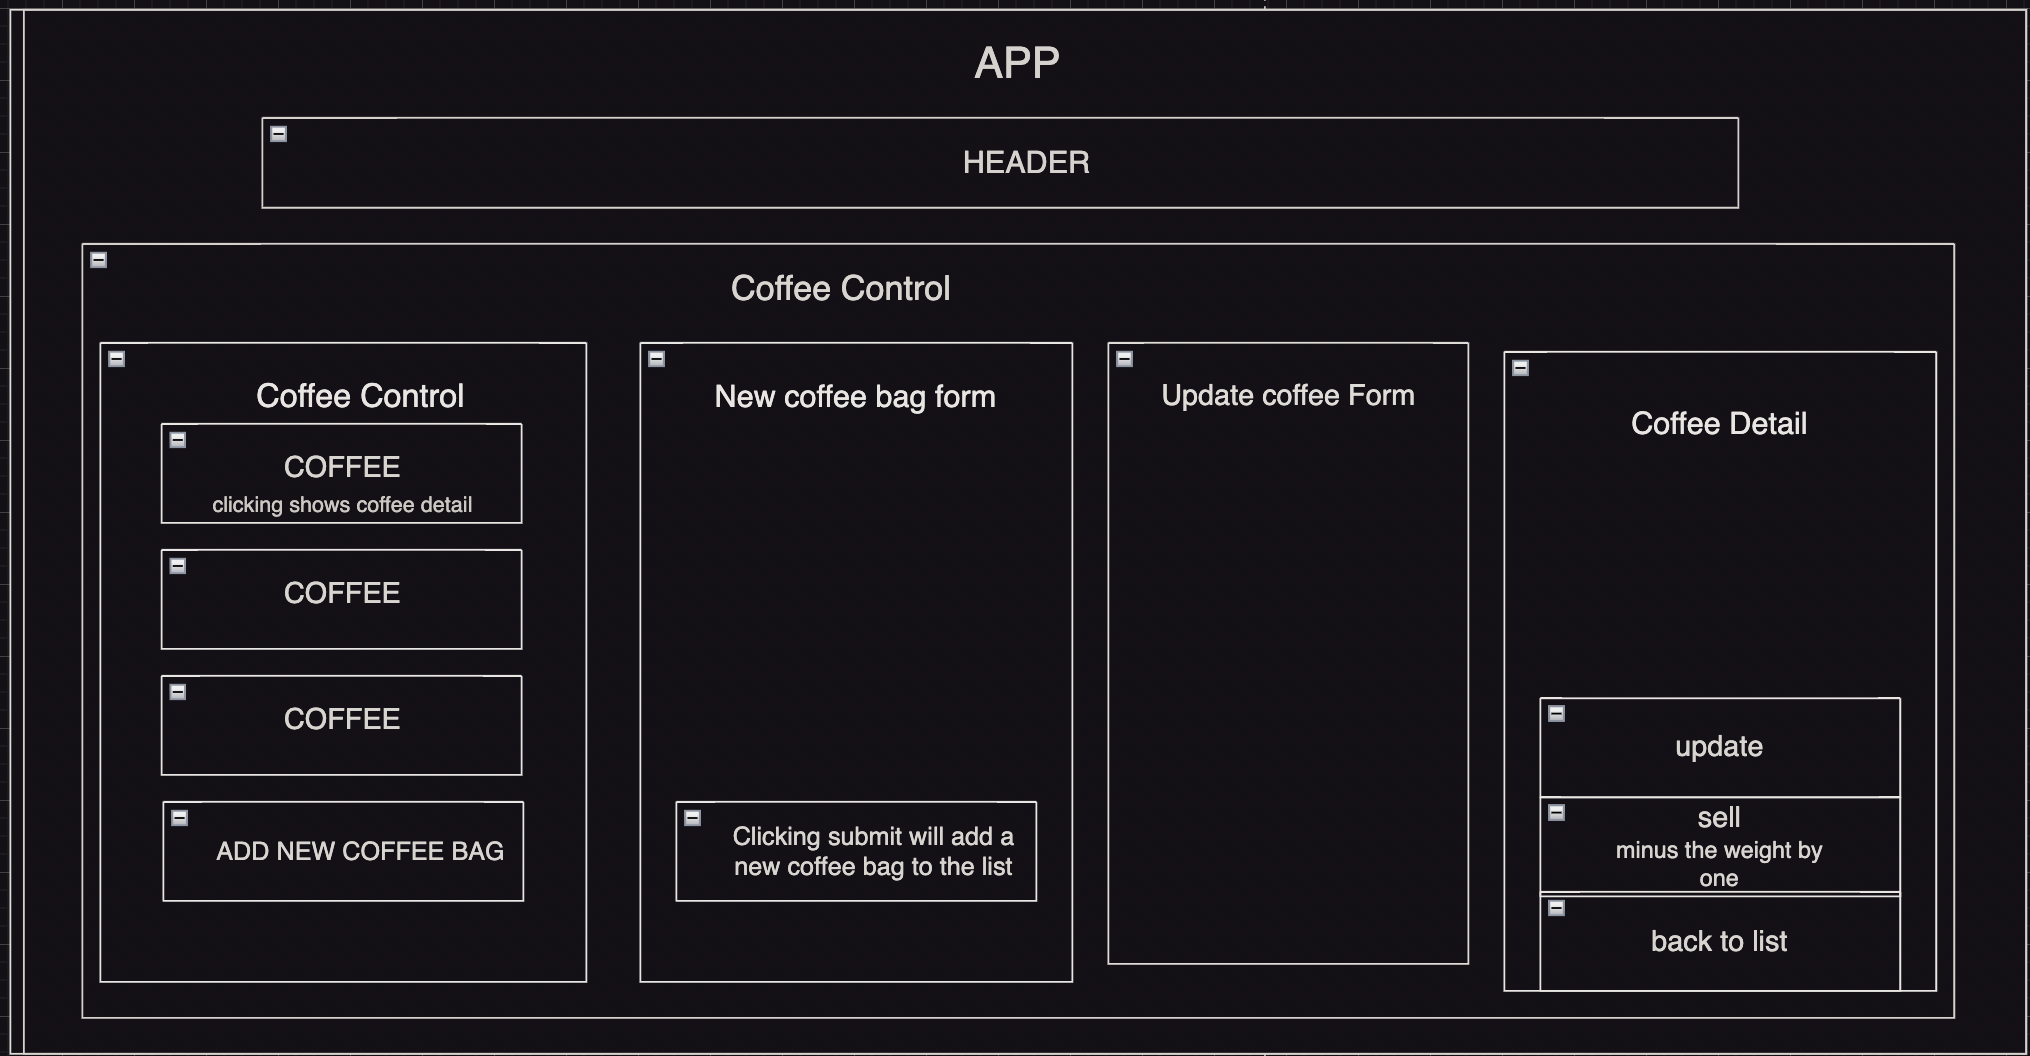 APP
HEADER
Coffee Control
Coffee Control
COFFEE
clicking shows coffee detail
COFFEE
COFFEE
ADD NEW COFFEE BAG
New coffee bag form
Clicking submit will add a
new coffee bag to the list
Update coffee Form
Coffee Detail
update
sell
minus the weight by
one
back to list